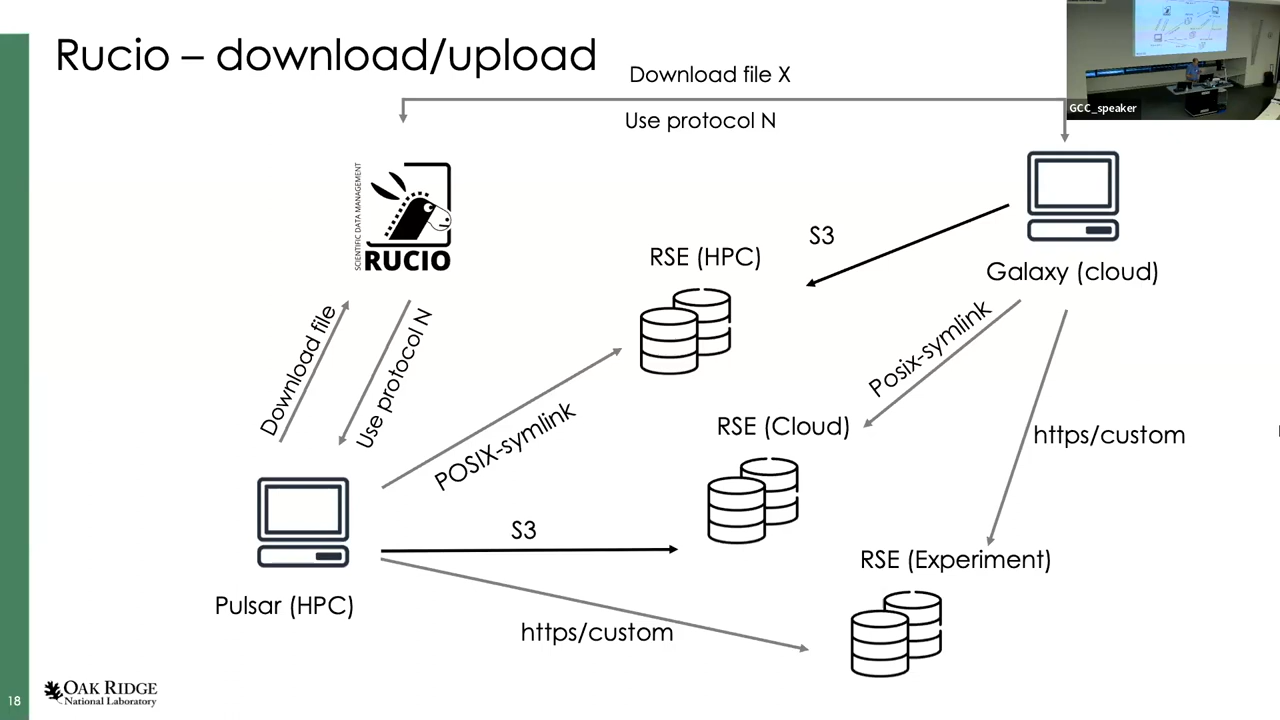 Rucio – download/upload
Download file X
Use protocol N
GCC_speaker
SCIENTIFIC DATA MANAGEMENT
RUCIO
S3
RSE (HPC)
Galaxy (cloud)
Download file
Use protocol N
Posix-symlink
POSIX-symlink
RSE (Cloud)
https/custom
S3
RSE (Experiment)
Pulsar (HPC)
https/custom
18
OAK RIDGE
National Laboratory